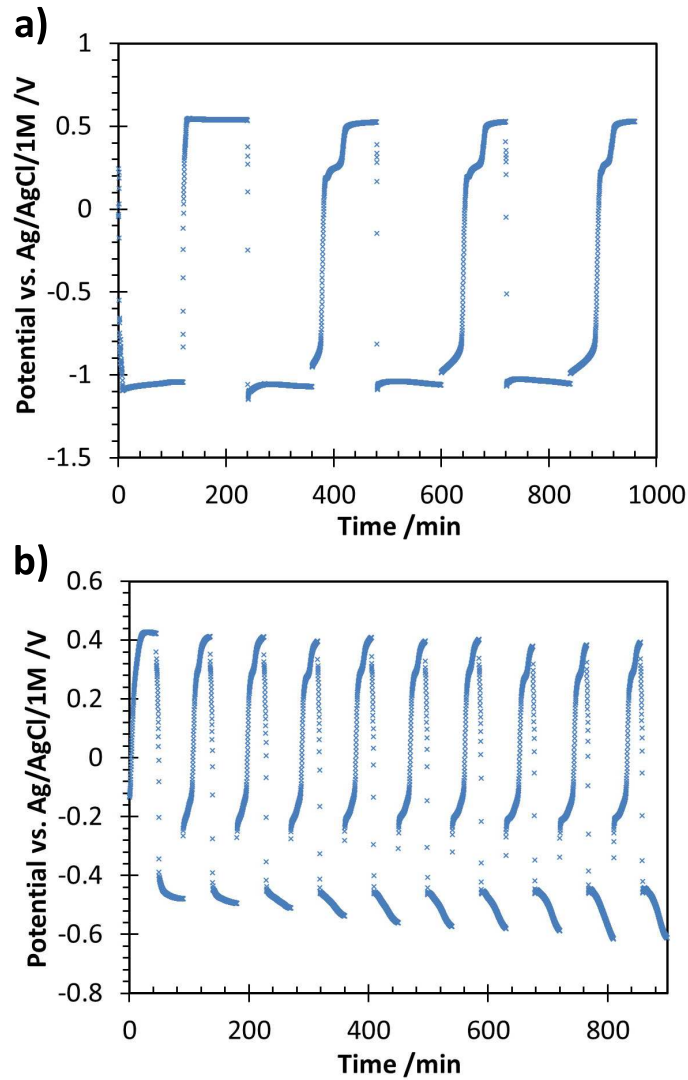 a)
Potential vs. Ag/AgCl/1M /V
1
0.5
0
-0.5
-1
-1.5
0 200 400 600 800 1000
Time /min
b)
Potential vs. Ag/AgCl/1M /V
0.6
0.4
0.2
0
-0.2
-0.4
-0.6
-0.8
0 200 400 600 800
Time /min